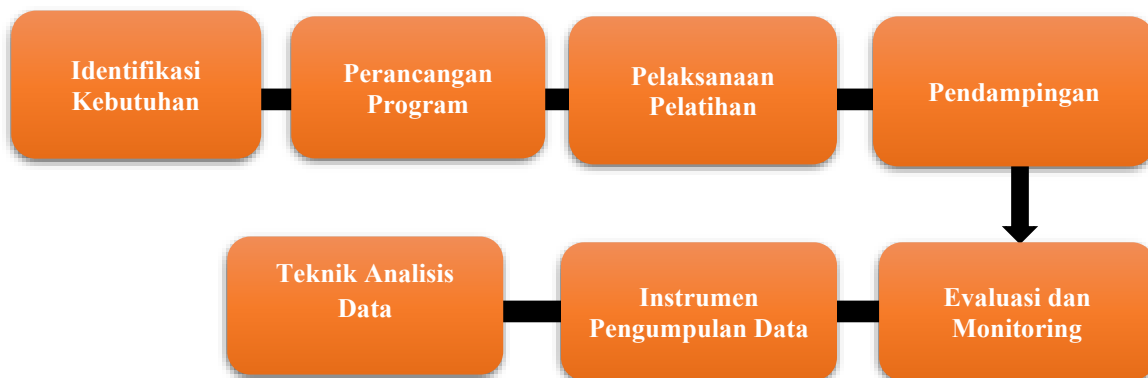 Identifikasi
Kebutuhan
Perancangan
Program
Pelaksanaan
Pelatihan
Pendampingan
Evaluasi dan
Monitoring
Instrumen
Pengumpulan Data
Teknik Analisis
Data